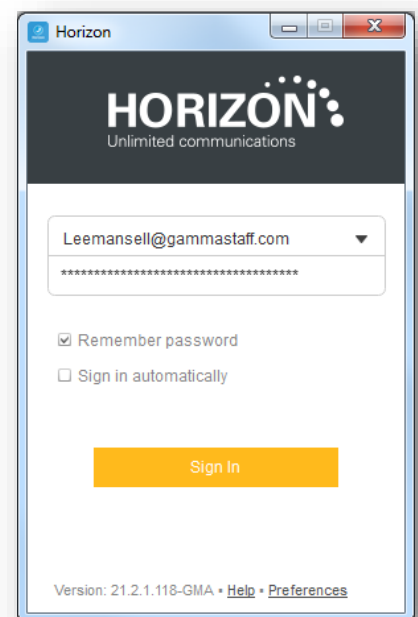 Horizon
HORIZON
Unlimited communications
Leemansell@gammastaff.com
************************************
Remember password
Sign in automatically
Sign In
Version: 21.2.1.118-GMA • Help • Preferences